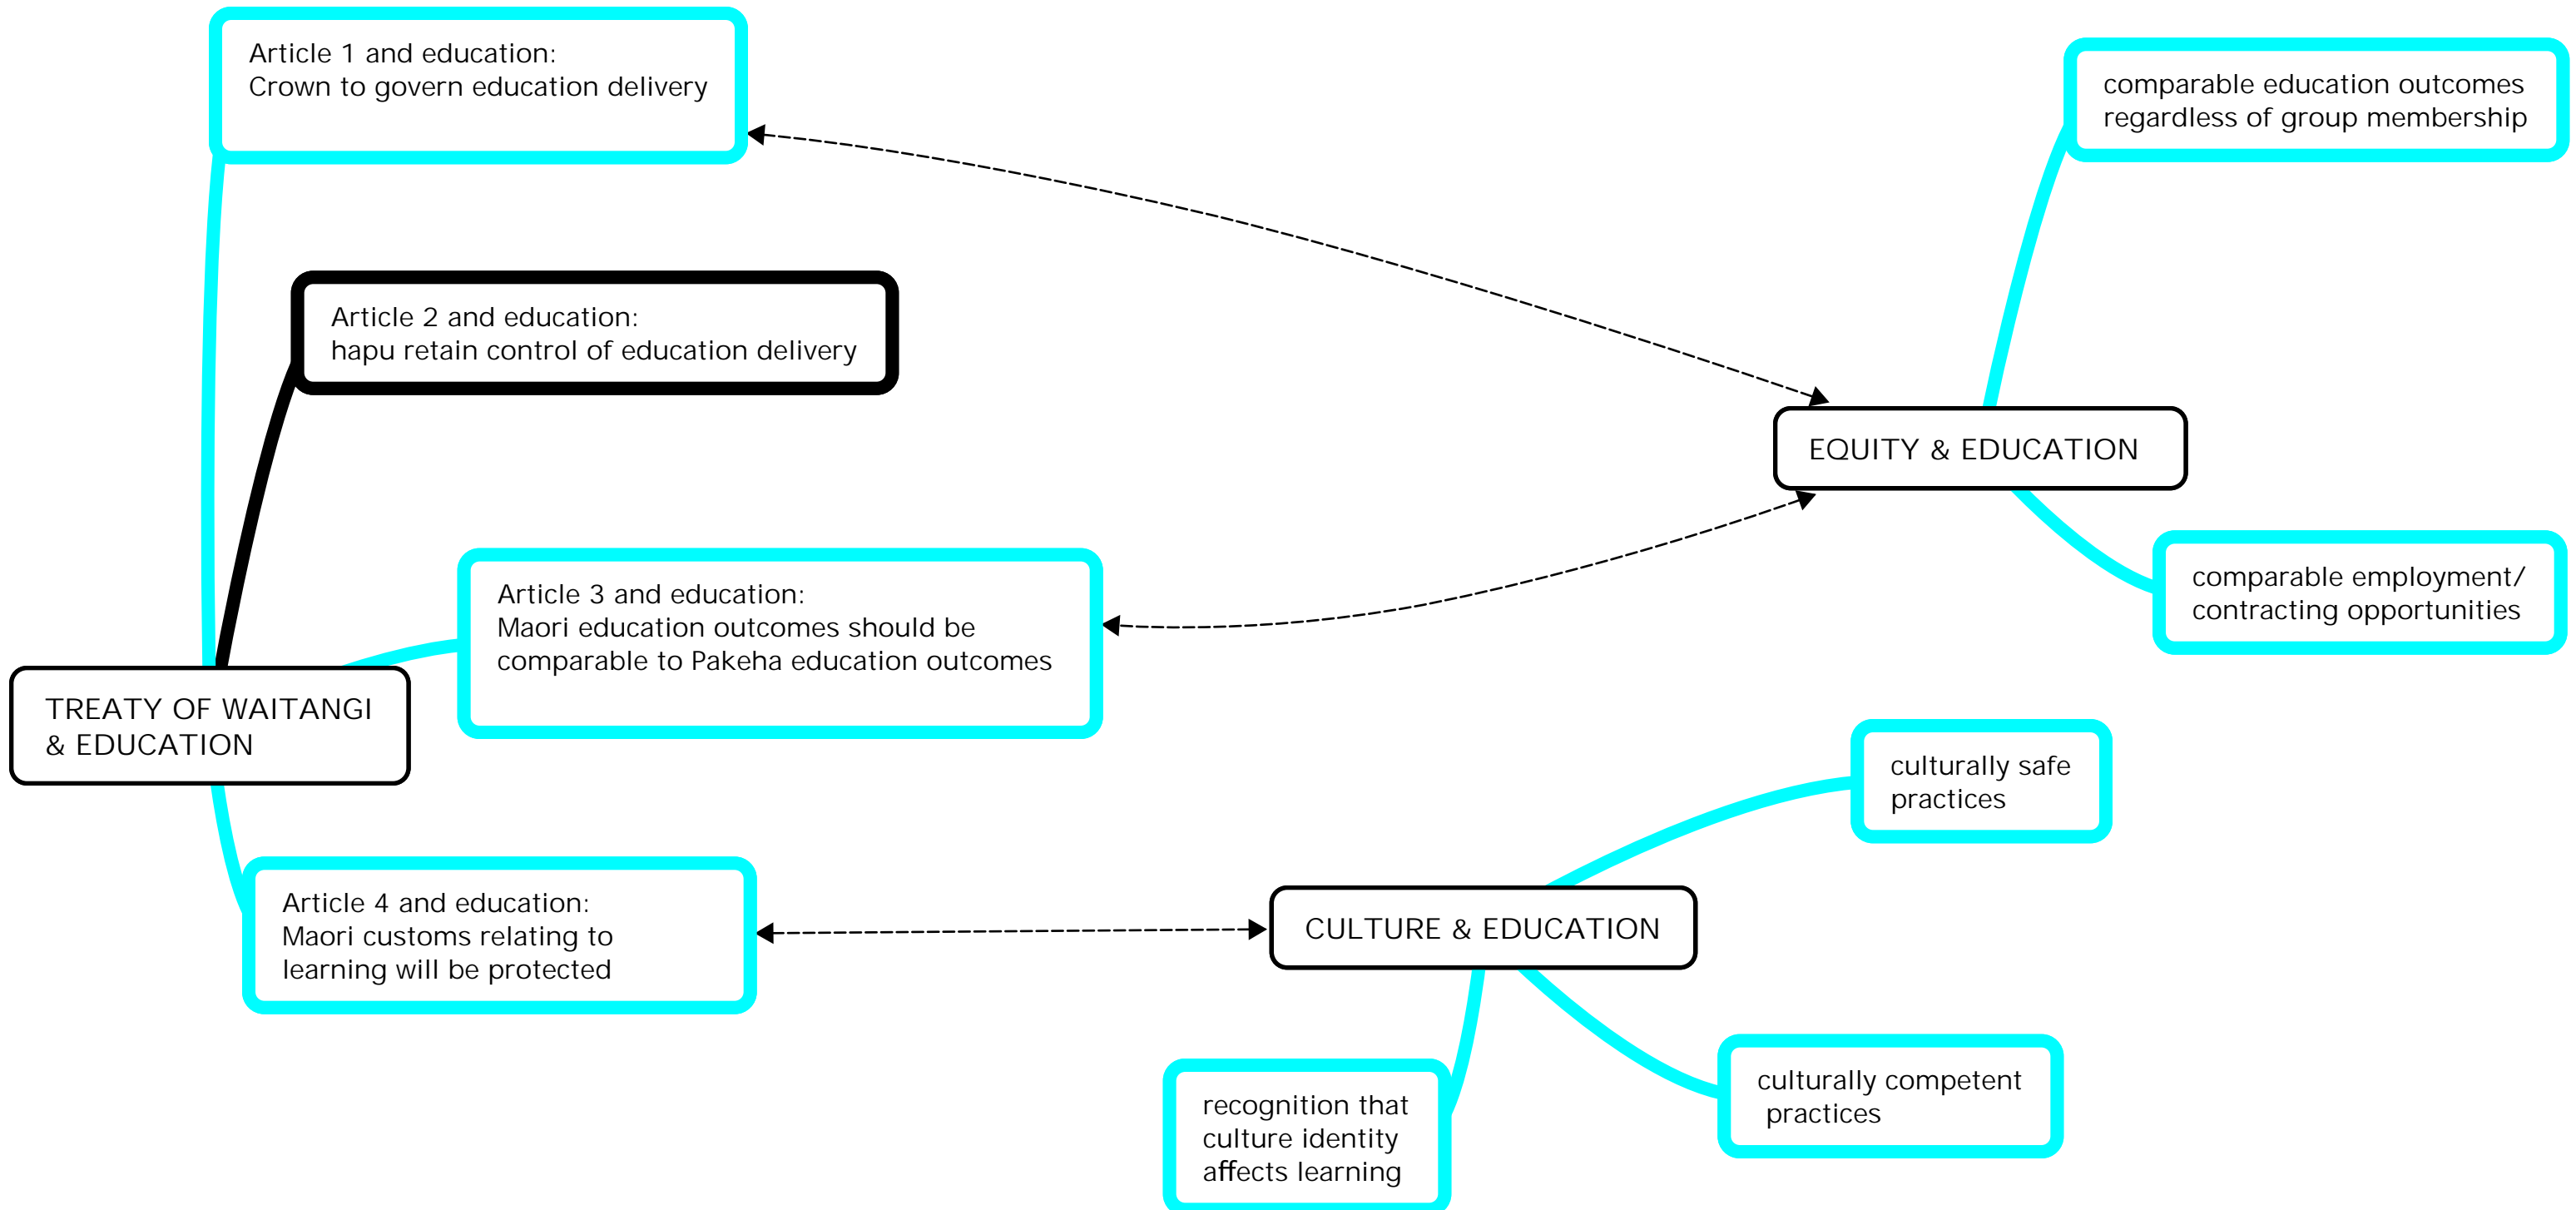 Article 1 and education:
Crown to govern education delivery
comparable education outcomes
regardless of group membership
Article 2 and education:
hapu retain control of education delivery
EQUITY & EDUCATION
Article 3 and education:
Maori education outcomes should be
comparable to Pakeha education outcomes
comparable employment/
contracting opportunities
TREATY OF WAITANGI
& EDUCATION
culturally safe
practices
Article 4 and education:
Maori customs relating to
learning will be protected
CULTURE & EDUCATION
culturally competent
practices
recognition that
culture identity
affects learning